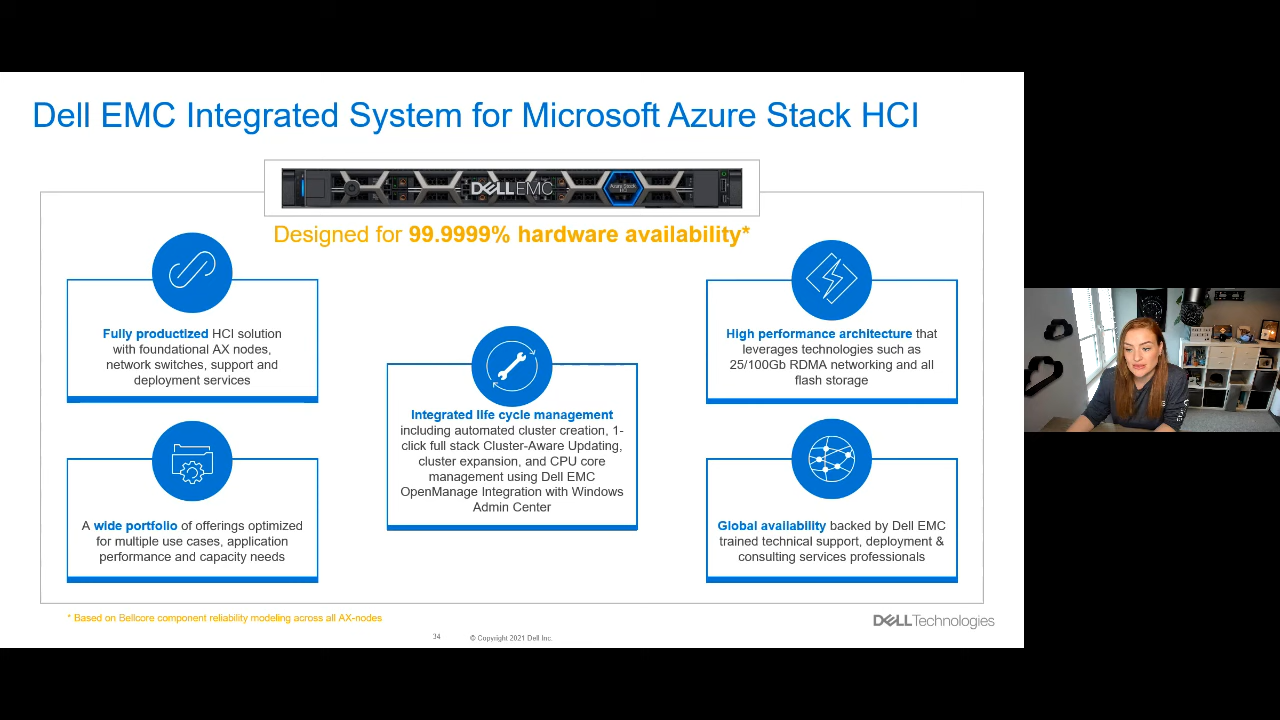 Dell EMC Integrated System for Microsoft Azure Stack HCI
DELLEMC
Azure Stack
HCI
Designed for 99.9999% hardware availability*
Fully productized HCI solution
with foundational AX nodes,
network switches, support and
deployment services
A wide portfolio of offerings optimized
for multiple use cases, application
performance and capacity needs
Integrated life cycle management
including automated cluster creation, 1-
click full stack Cluster-Aware Updating,
cluster expansion, and CPU core
management using Dell EMC
OpenManage Integration with Windows
Admin Center
High performance architecture that
leverages technologies such as
25/100Gb RDMA networking and all
flash storage
Global availability backed by Dell EMC
trained technical support, deployment &
consulting services professionals
* Based on Bellcore component reliability modeling across all AX-nodes
34
© Copyright 2021 Dell Inc.
DELLTechnologies